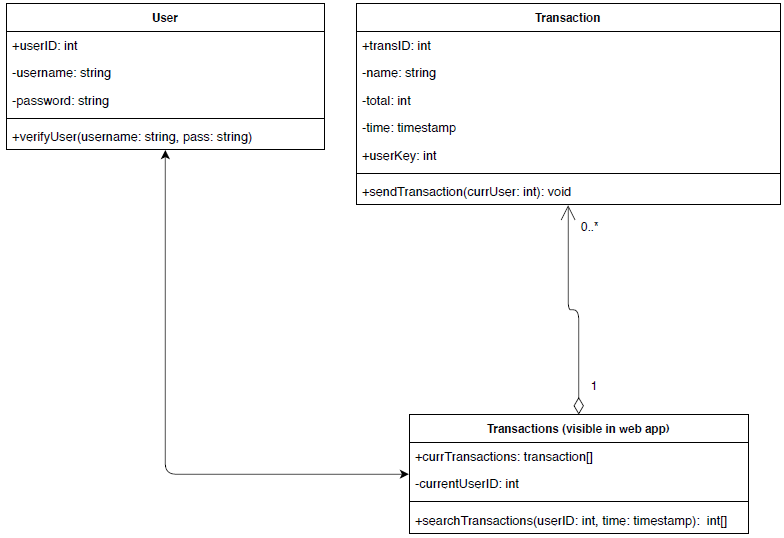 User
+userID: int
-username: string
-password: string
+verifyUser(username: string, pass: string)
Transaction
+transID: int
-name: string
-total: int
-time: timestamp
+userKey: int
+sendTransaction(currUser: int): void
0..*
1
Transactions (visible in web app)
+currTransactions: transaction[]
-currentUserID: int
+searchTransactions(userID: int, time: timestamp):  int[]